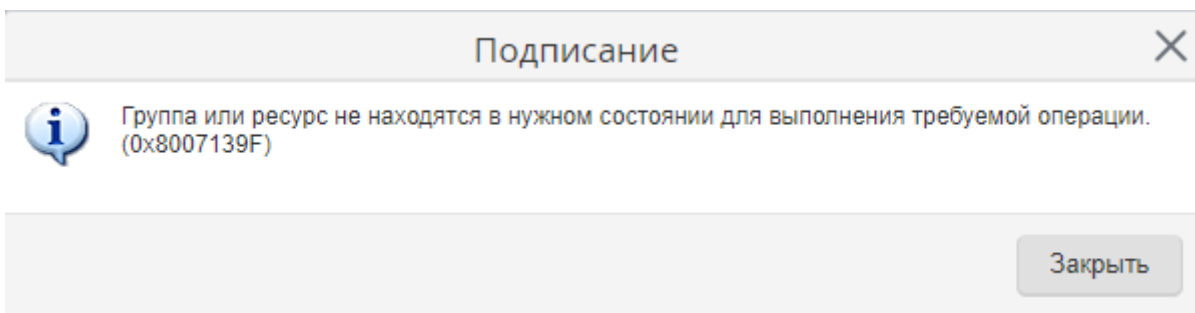 Подписание
Группа или ресурс не находятся в нужном состоянии для выполнения требуемой операции.
(0x8007139F)
Закрыть